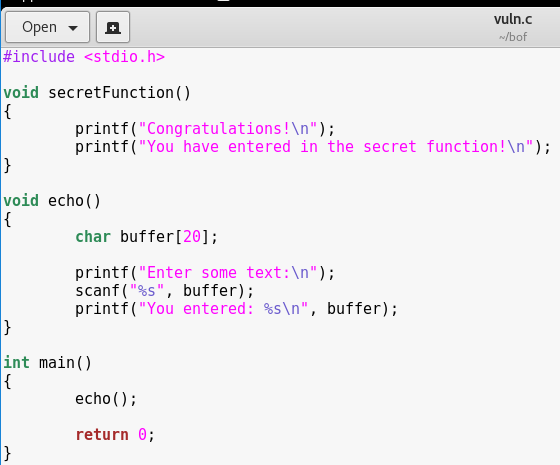 Open
vuln.c
~/bof
#include <stdio.h>
void secretFunction()
{
        printf("Congratulations!\n");
        printf("You have entered in the secret function!\n");
}
void echo()
{
        char buffer[20];
        printf("Enter some text:\n");
        scanf("%s", buffer);
        printf("You entered: %s\n", buffer);
}
int main()
{
        echo();
        return 0;
}